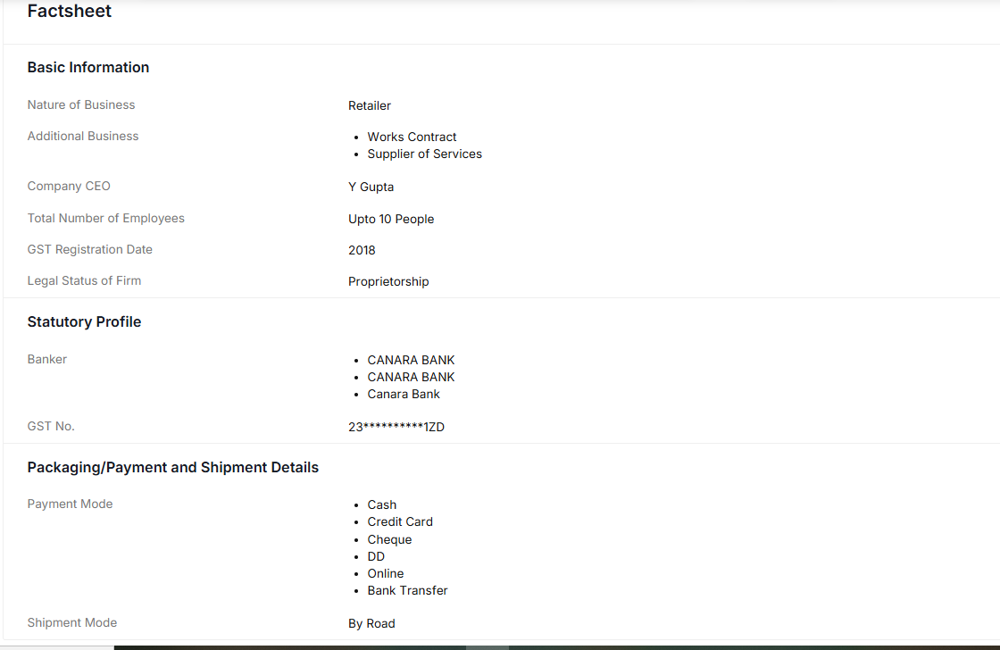 Factsheet
Basic Information
Nature of Business
Retailer
Additional Business
Works Contract
Supplier of Services
Company CEO
Y Gupta
Total Number of Employees
Upto 10 People
GST Registration Date
2018
Legal Status of Firm
Proprietorship
Statutory Profile
Banker
CANARA BANK
CANARA BANK
Canara Bank
GST No.
23**********1ZD
Packaging/Payment and Shipment Details
Payment Mode
Cash
Credit Card
Cheque
DD
Online
Bank Transfer
Shipment Mode
By Road